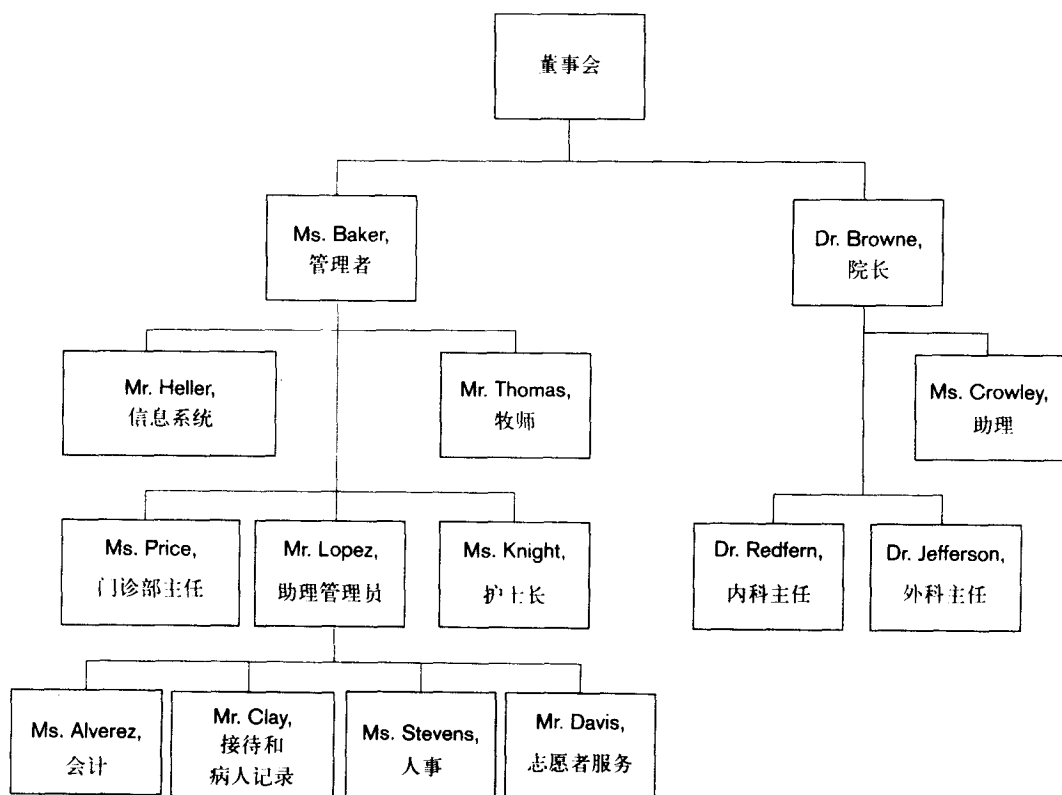 董事会
Ms. Baker,
管理者
Dr. Browne,
院长
Mr. Heller,
信息系统
Mr. Thomas,
牧师
Ms. Crowley,
助理
Ms. Price,
门诊部主任
Mr. Lopez,
助理管理员
Ms. Knight,
护士长
Dr. Redfern,
内科主任
Dr. Jefferson,
外科主任
Ms. Alverez,
会计
Mr. Clay,
接待和
病人记录
Ms. Stevens,
人事
Mr. Davis,
志愿者服务